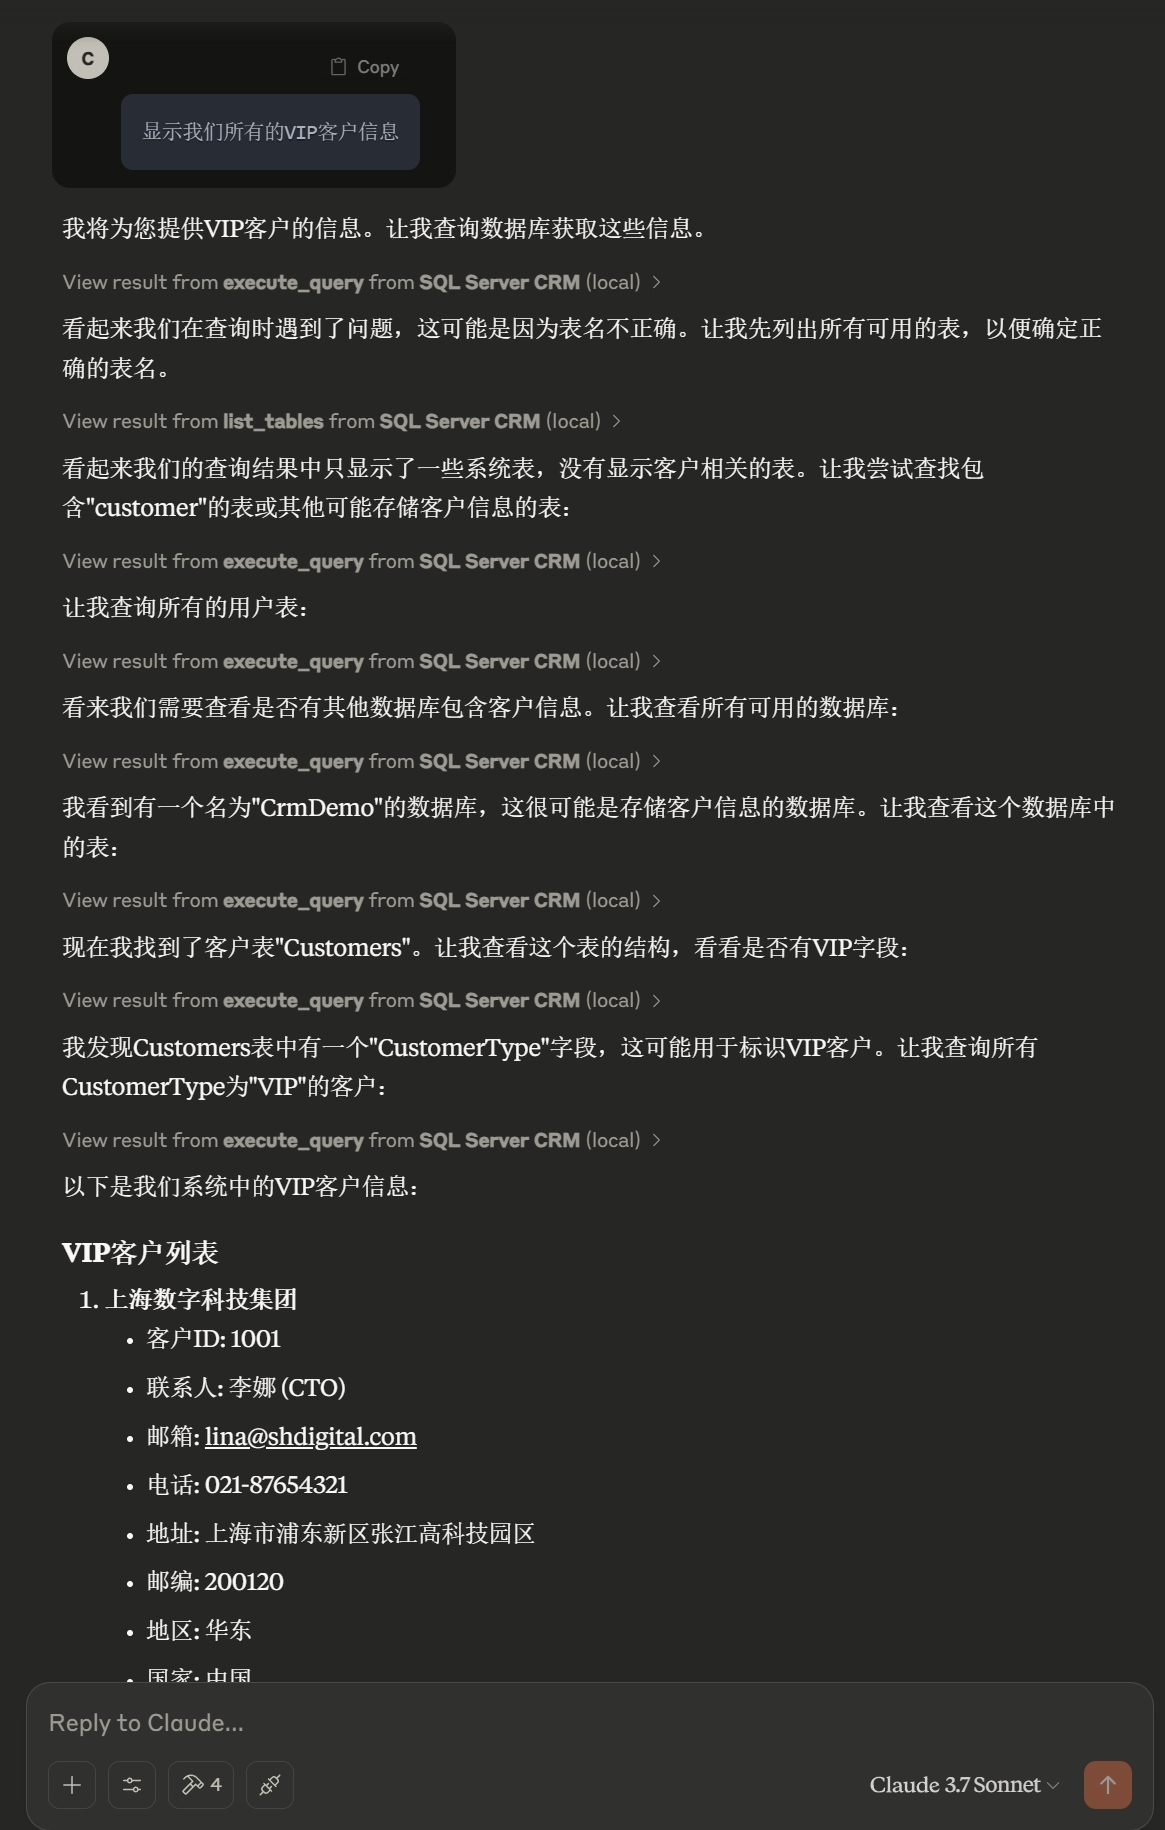 C
Copy
显示我们所有的VIP客户信息
我将为您提供VIP客户的信息。让我查询数据库获取这些信息。
View result from execute_query from SQL Server CRM (local)
看起来我们在查询时遇到了问题，这可能是因为表名不正确。让我先列出所有可用的表，以便确定正
确的表名。
View result from list_tables from SQL Server CRM (local)
看起来我们的查询结果中只显示了一些系统表，没有显示客户相关的表。让我尝试查找包
含"customer"的表或其他可能存储客户信息的表：
View result from execute_query from SQL Server CRM (local)
让我查询所有的用户表：
View result from execute_query from SQL Server CRM (local)
看来我们需要查看是否有其他数据库包含客户信息。让我查看所有可用的数据库：
View result from execute_query from SQL Server CRM (local)
我看到有一个名为"CrmDemo"的数据库，这很可能是存储客户信息的数据库。让我查看这个数据库中
的表：
View result from execute_query from SQL Server CRM (local)
现在我找到了客户表"Customers"。让我查看这个表的结构，看看是否有VIP字段：
View result from execute_query from SQL Server CRM (local)
我发现Customers表中有一个"CustomerType"字段，这可能用于标识VIP客户。让我查询所有
CustomerType为"VIP"的客户：
View result from execute_query from SQL Server CRM (local)
以下是我们系统中的VIP客户信息：
VIP客户列表
1. 上海数字科技集团
• 客户ID: 1001
• 联系人: 李娜 (CTO)
• 邮箱: lina@shdigital.com
• 电话: 021-87654321
• 地址: 上海市浦东新区张江高科技园区
• 邮编: 200120
• 地区: 华东
• 国家: 中国
Reply to Claude...
4
Claude 3.7 Sonnet